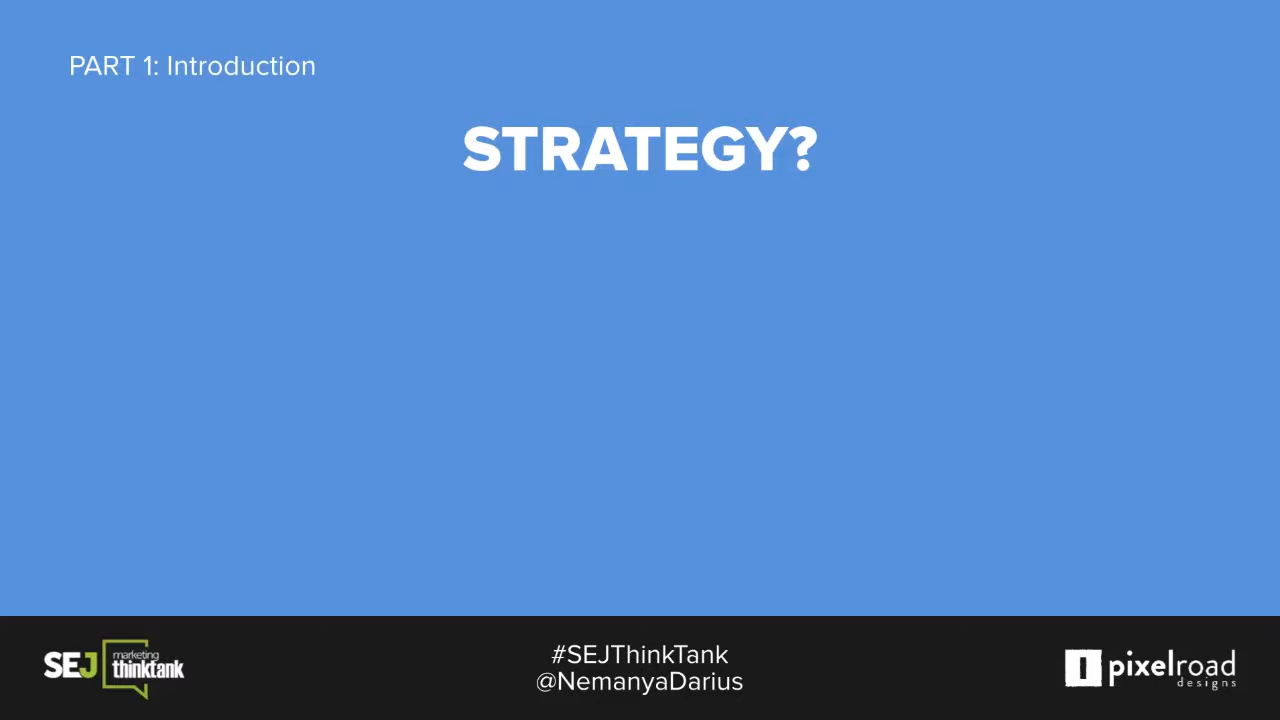 PART 1: Introduction
STRATEGY?
SEJ marketing thinktank
#SEJThinkTank
@NemanyaDarius
pixelroad
designs